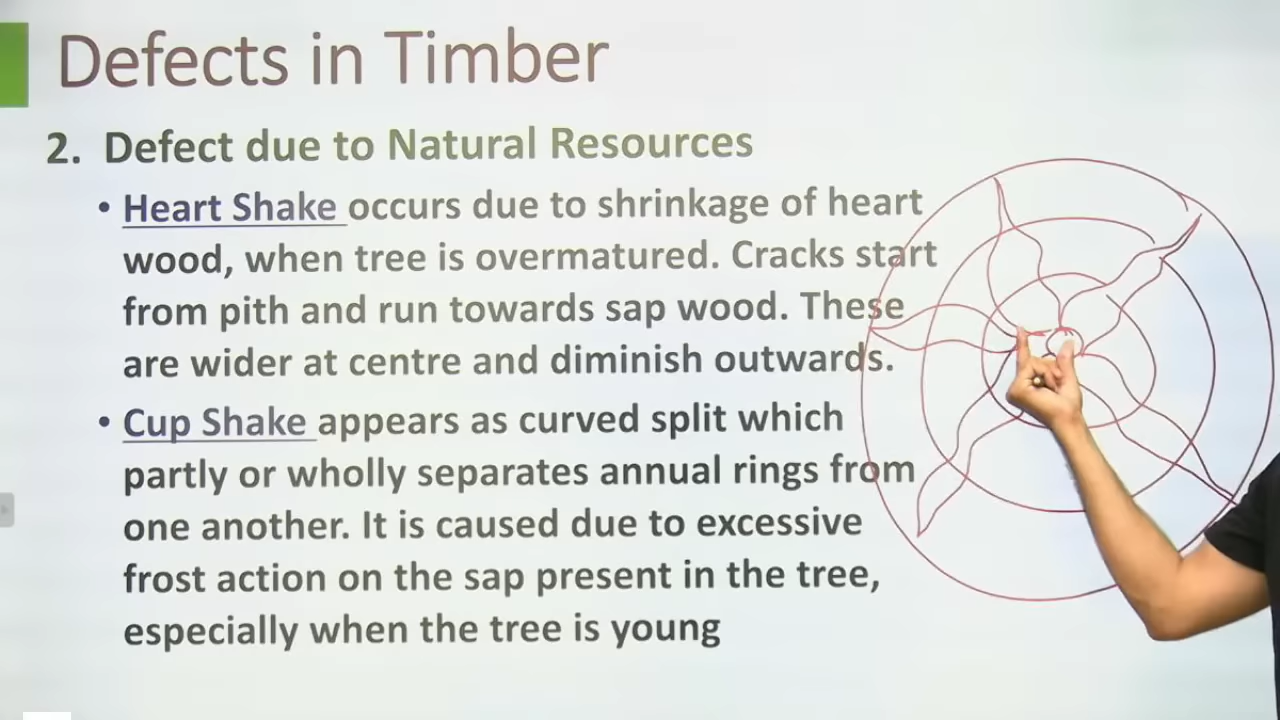 Defects in Timber
2. Defect due to Natural Resources
• Heart Shake occurs due to shrinkage of heart
wood, when tree is overmatured. Cracks start
from pith and run towards sap wood. These
are wider at centre and diminish outwards.
• Cup Shake appears as curved split which
partly or wholly separates annual rings from
one another. It is caused due to excessive
frost action on the sap present in the tree,
especially when the tree is young